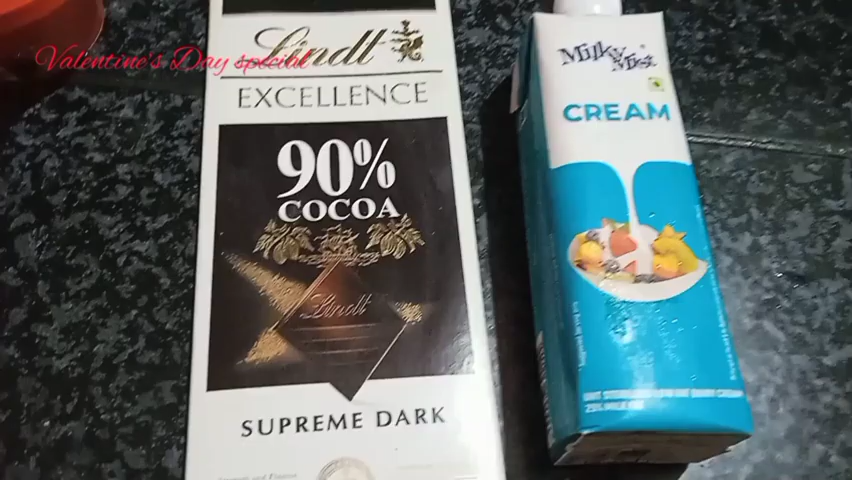 Valentine's Day special
Lindt
EXCELLENCE
90%
COCOA
Lindt
SUPREME DARK
Milky
Mist
CREAM